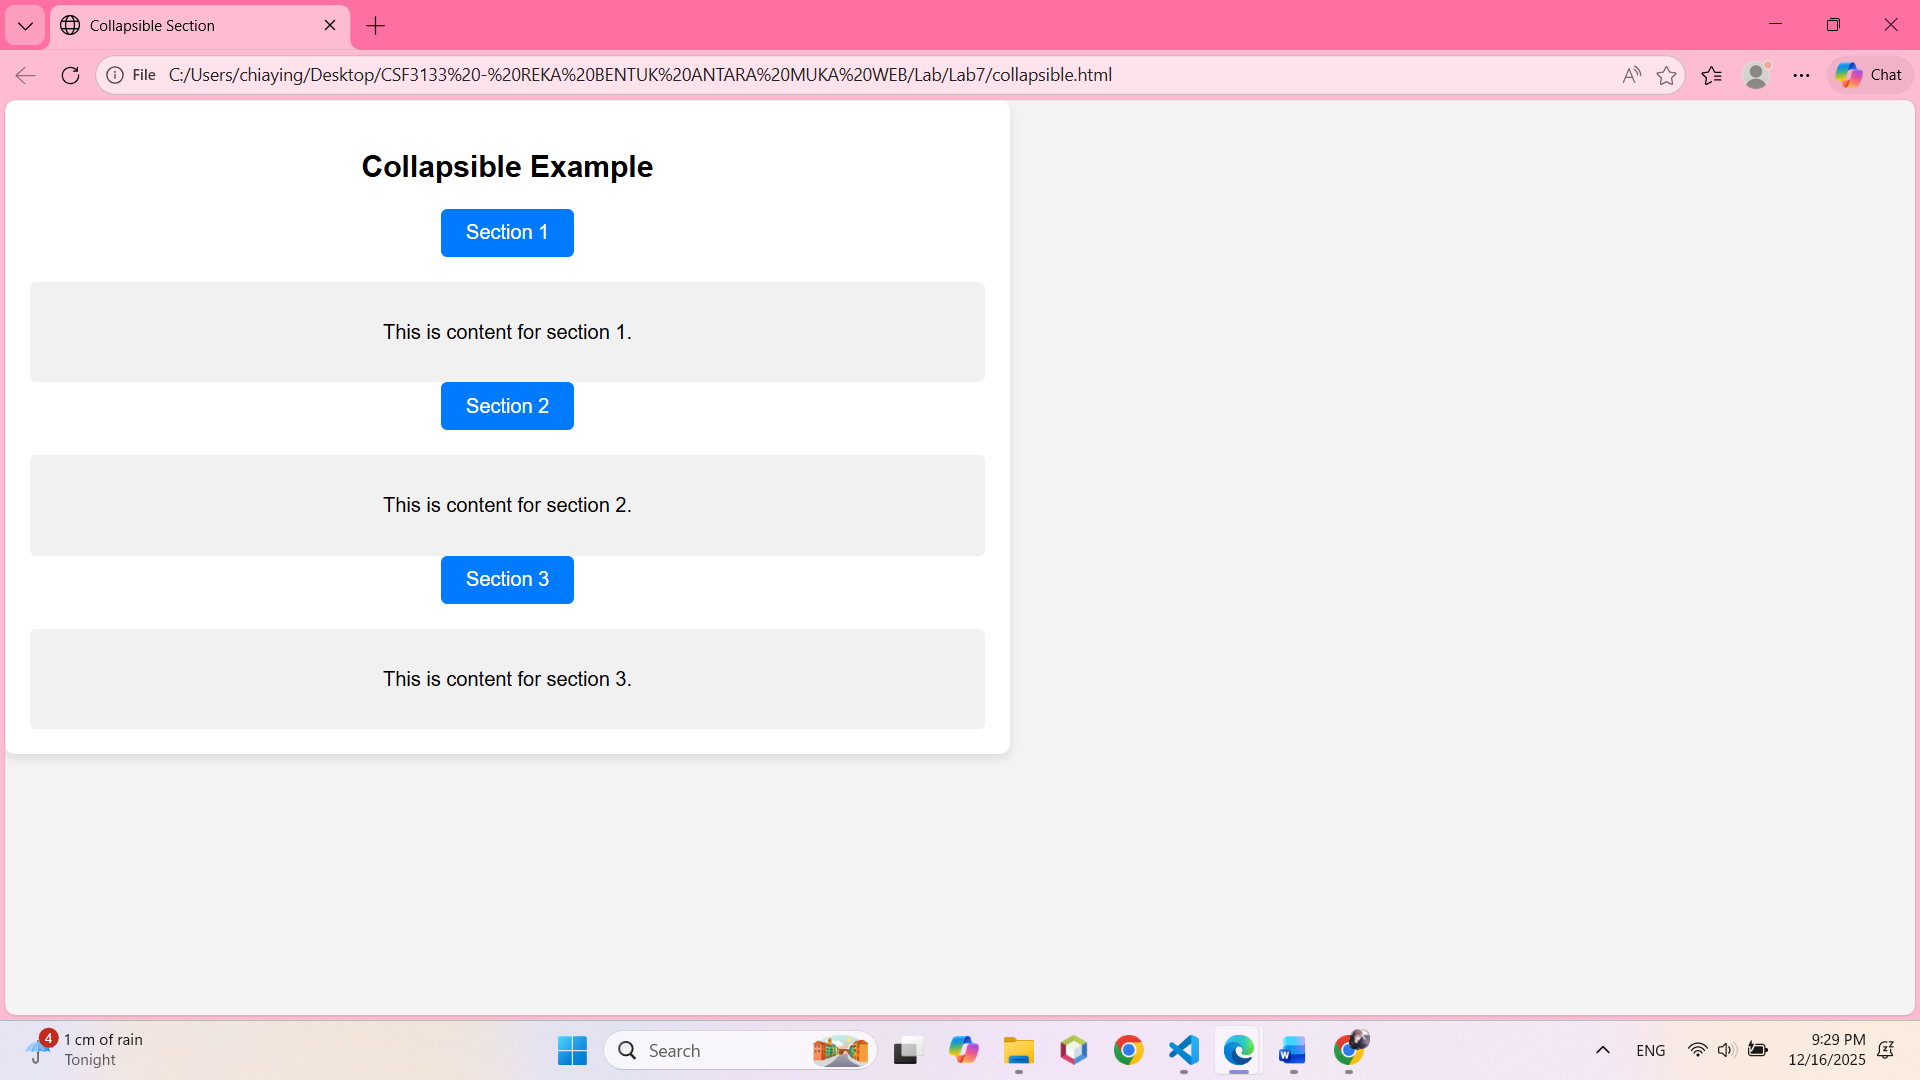 Collapsible Section
File
C:/Users/chiaying/Desktop/CSF3133%20-%20REKA%20BENTUK%20ANTARA%20MUKA%20WEB/Lab/Lab7/collapsible.html
Chat
Collapsible Example
Section 1
This is content for section 1.
Section 2
This is content for section 2.
Section 3
This is content for section 3.
4
1 cm of rain
Tonight
Search
W
ENG
9:29 PM
12/16/2025